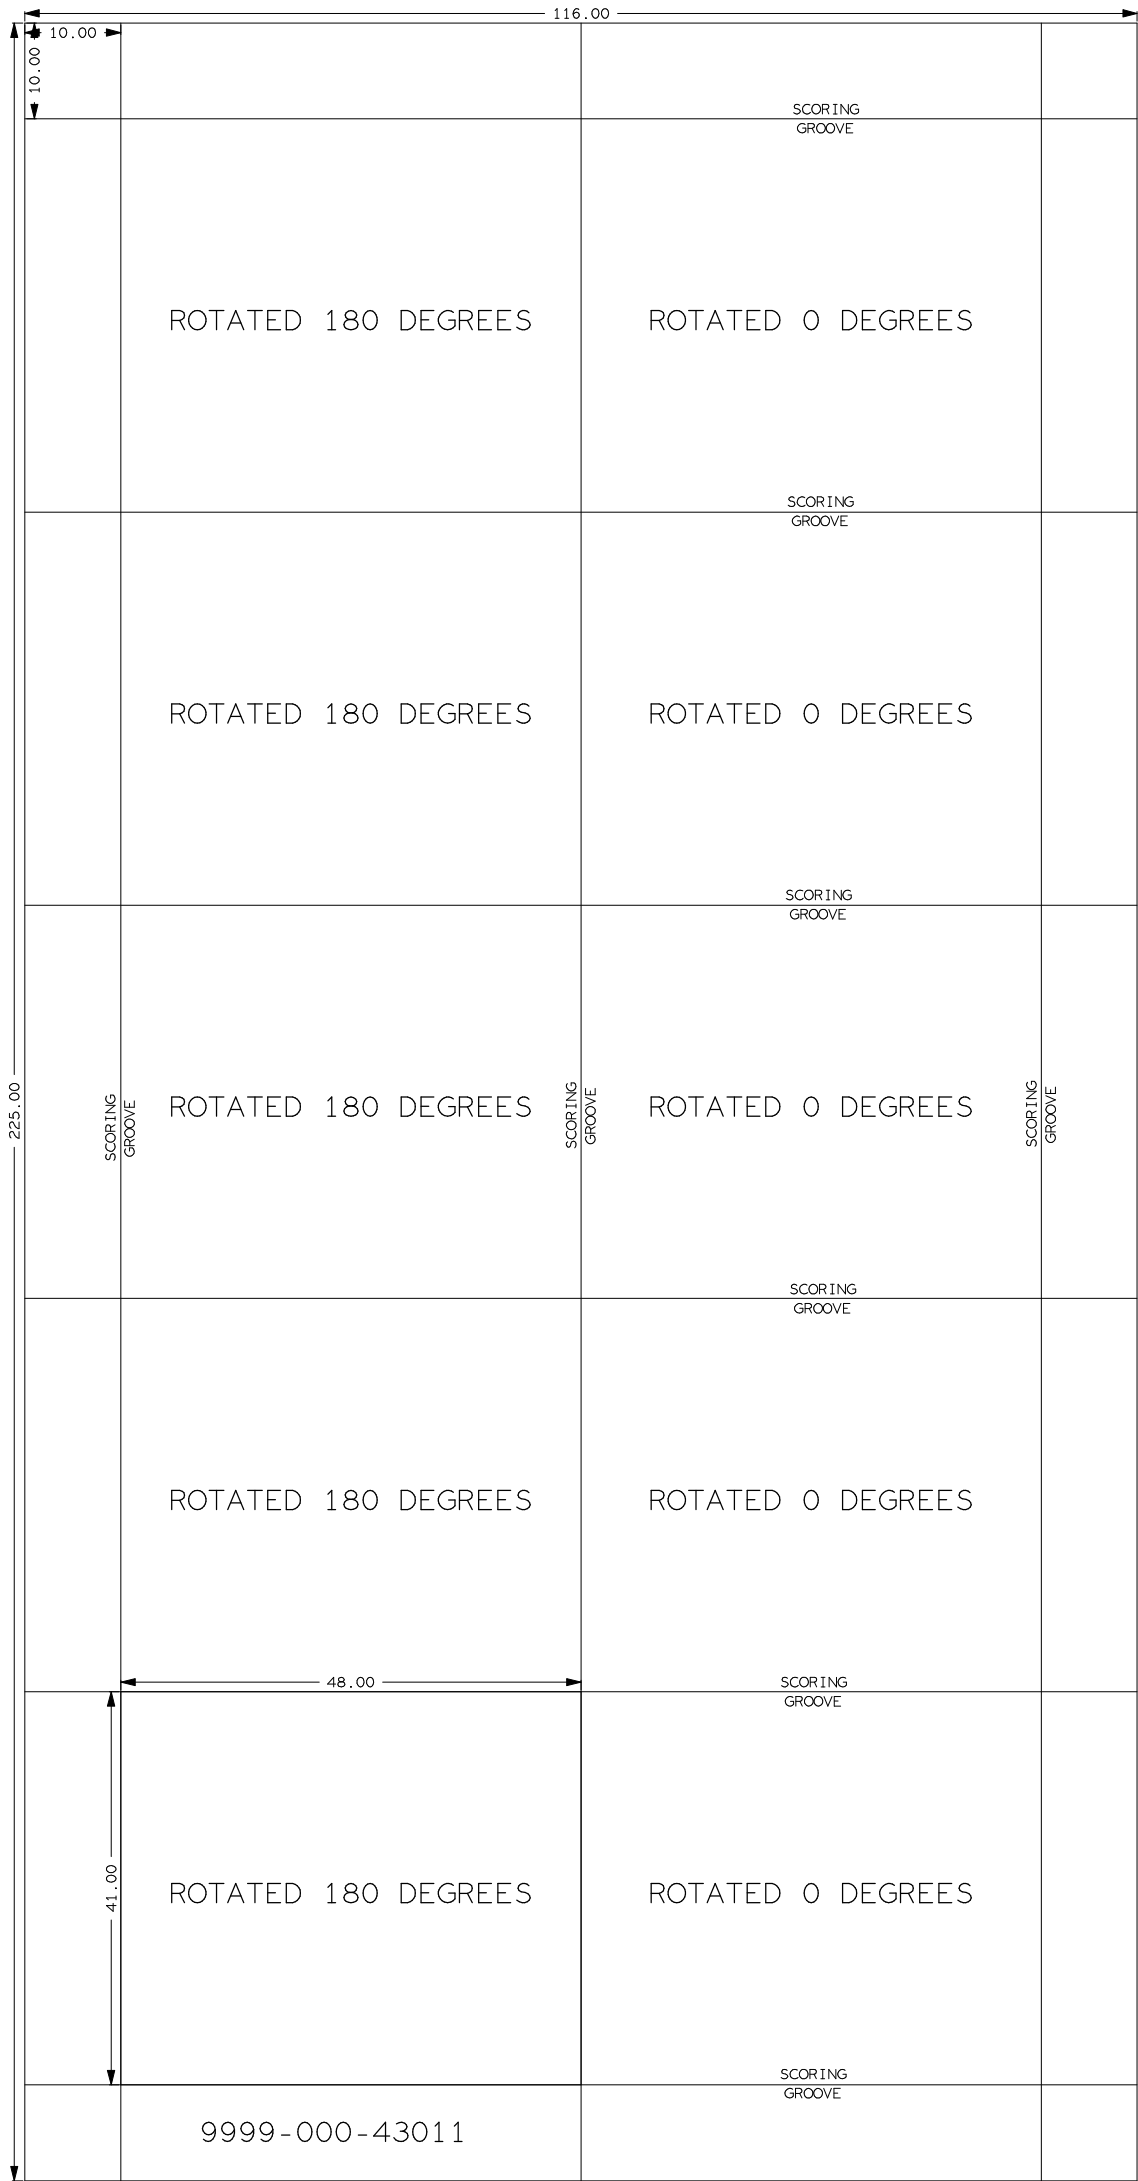 116.00
10.00
10.00
SCORING
GROOVE
ROTATED 180 DEGREES
ROTATED 0 DEGREES
SCORING
GROOVE
ROTATED 180 DEGREES
ROTATED 0 DEGREES
SCORING
GROOVE
225.00
SCORING
GROOVE
ROTATED 180 DEGREES
SCORING
GROOVE
ROTATED 0 DEGREES
SCORING
GROOVE
SCORING
GROOVE
ROTATED 180 DEGREES
ROTATED 0 DEGREES
48.00
SCORING
GROOVE
41.00
ROTATED 180 DEGREES
ROTATED 0 DEGREES
SCORING
GROOVE
9999-000-43011